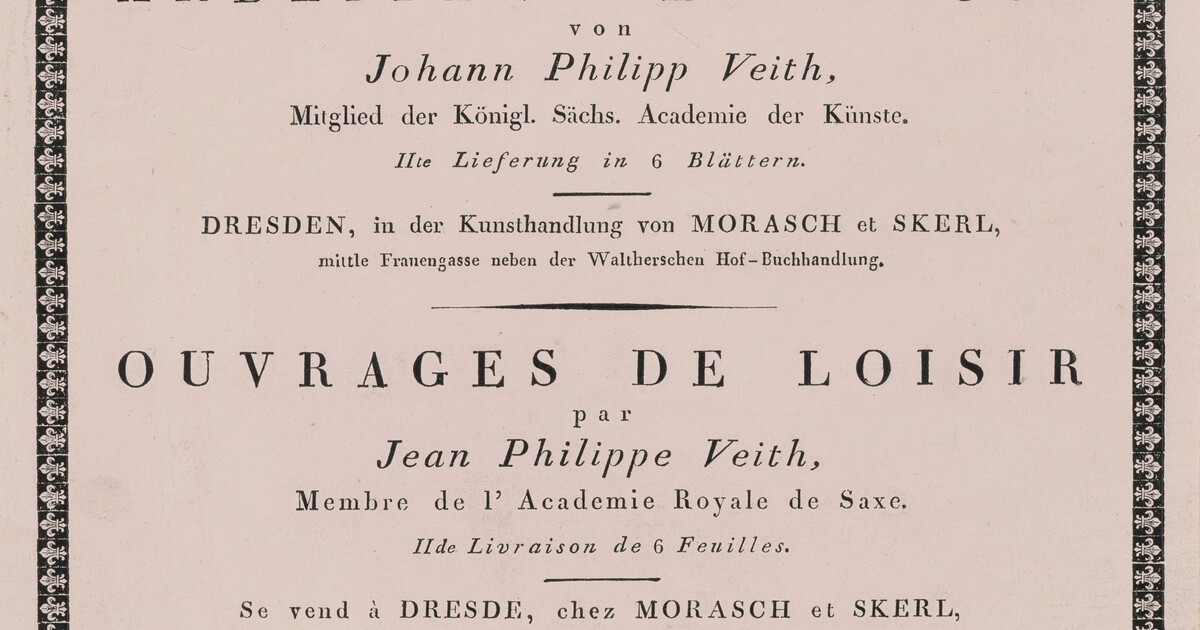 von
Johann Philipp Veith,
Mitglied der Königl. Sächs. Academie der Künste.
IIte Lieferung in 6 Blättern.
DRESDEN, in der Kunsthandlung von MORASCH et SKERL,
mittle Frauengasse neben der Waltherschen Hof-Buchhandlung.
OUVRAGES DE LOISIR
par
Jean Philippe Veith,
Membre de l' Academie Royale de Saxe.
IIde Livraison de 6 Feuilles.
Se vend à DRESDE, chez MORASCH et SKERL,